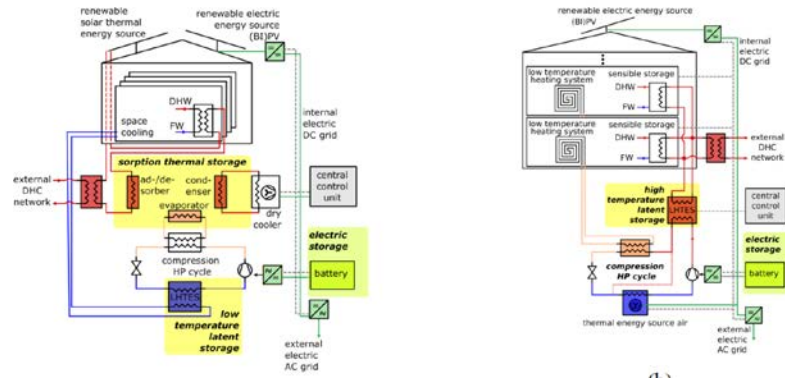 renewable
solar thermal
energy source
renewable electric
energy source
(BI)PV
DHW
FW
space
cooling
internal
electric
DC grid
sorption thermal storage
external
DHC
network
ad-/de-
sorber
cond-
enser
evaporator
dry
cooler
central
control
unit
compression
HP cycle
electric
storage
battery
LHTES
low
temperature
latent
storage
external
electric
AC grid
renewable electric energy source
(BI)PV
internal
electric
DC grid
low temperature
heating system
sensible storage
DHW
FW
low temperature
heating system
sensible storage
DHW
FW
external
DHC
network
high
temperature
latent
storage
LHTES
central
control
unit
electric
storage
compression
HP cycle
battery
thermal energy source air
external
electric
AC grid